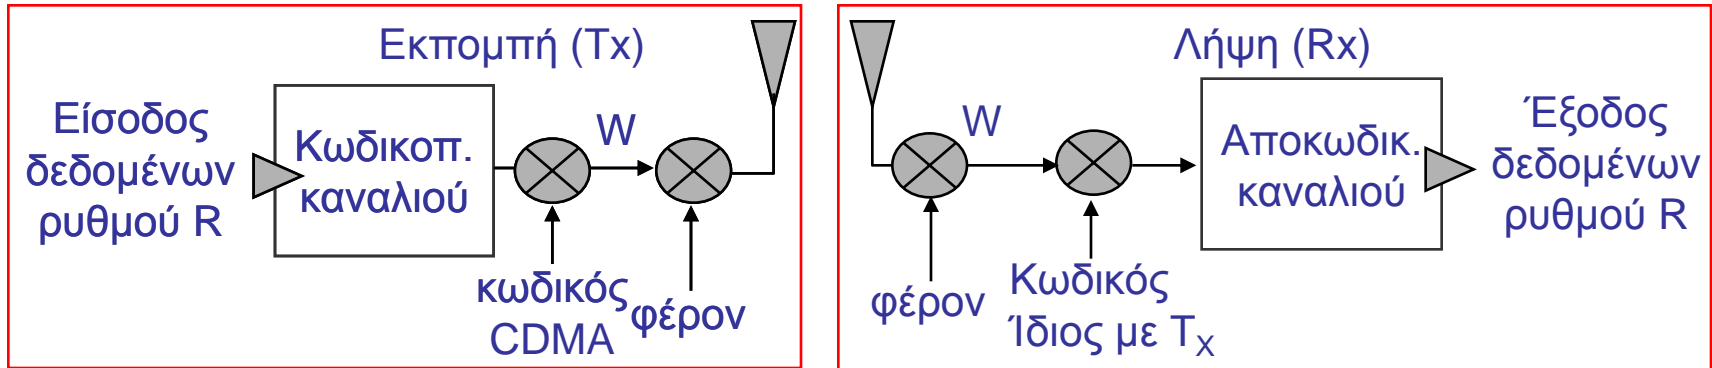 Εκπομπή (Tx)
Είσοδος
δεδομένων
ρυθμού R
Κωδικοπ.
καναλιού
W
κωδικός
CDMA
φέρον
Λήψη (Rx)
W
φέρον
Κωδικός
Ίδιος με TX
Αποκωδικ.
καναλιού
Έξοδος
δεδομένων
ρυθμού R